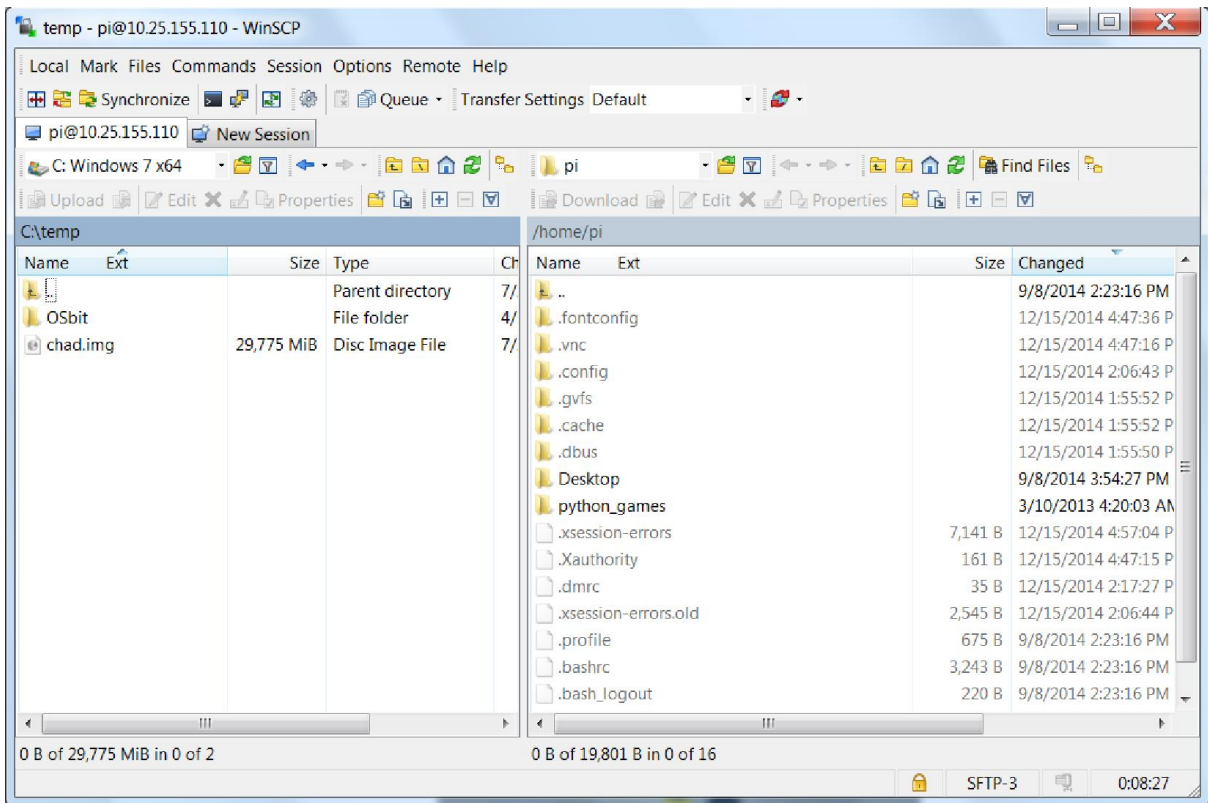 temp - pi@10.25.155.110 - WinSCP
Local Mark Files Commands Session Options Remote Help
Synchronize Queue Transfer Settings Default
pi@10.25.155.110 New Session
C: Windows 7 x64 pi Find Files
Upload Edit Properties Download Edit Properties
C:\temp /home/pi
Name Ext Size Type Ch Name Ext Size Changed
.. Parent directory 7/ .. 9/8/2014 2:23:16 PM
OSbit File folder 4/ .fontconfig 12/15/2014 4:47:36 P
chad.img 29,775 MiB Disc Image File 7/ .vnc 12/15/2014 4:47:16 P
.config 12/15/2014 2:06:43 P
.gvfs 12/15/2014 1:55:52 P
.cache 12/15/2014 1:55:52 P
.dbus 12/15/2014 1:55:50 P
Desktop 9/8/2014 3:54:27 PM
python_games 3/10/2013 4:20:03 AM
.xsession-errors 7,141 B 12/15/2014 4:57:04 P
.Xauthority 161 B 12/15/2014 4:47:15 P
.dmrc 35 B 12/15/2014 2:17:27 P
.xsession-errors.old 2,545 B 12/15/2014 2:06:44 P
.profile 675 B 9/8/2014 2:23:16 PM
.bashrc 3,243 B 9/8/2014 2:23:16 PM
.bash_logout 220 B 9/8/2014 2:23:16 PM
0 B of 29,775 MiB in 0 of 2 0 B of 19,801 B in 0 of 16
SFTP-3 0:08:27